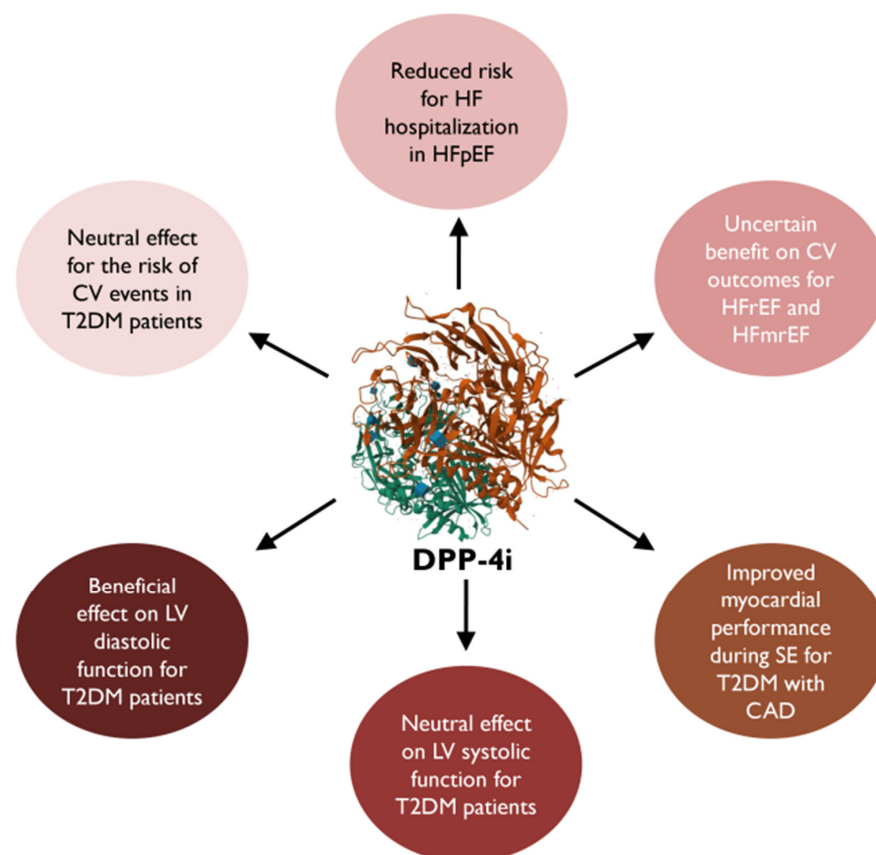 Reduced risk
for HF
hospitalization
in HFpEF
Neutral effect
for the risk of
CV events in
T2DM patients
Uncertain
benefit on CV
outcomes for
HFrEF and
HFmrEF
DPP-4i
Beneficial
effect on LV
diastolic
function for
T2DM patients
Improved
myocardial
performance
during SE for
T2DM with
CAD
Neutral effect
on LV systolic
function for
T2DM patients